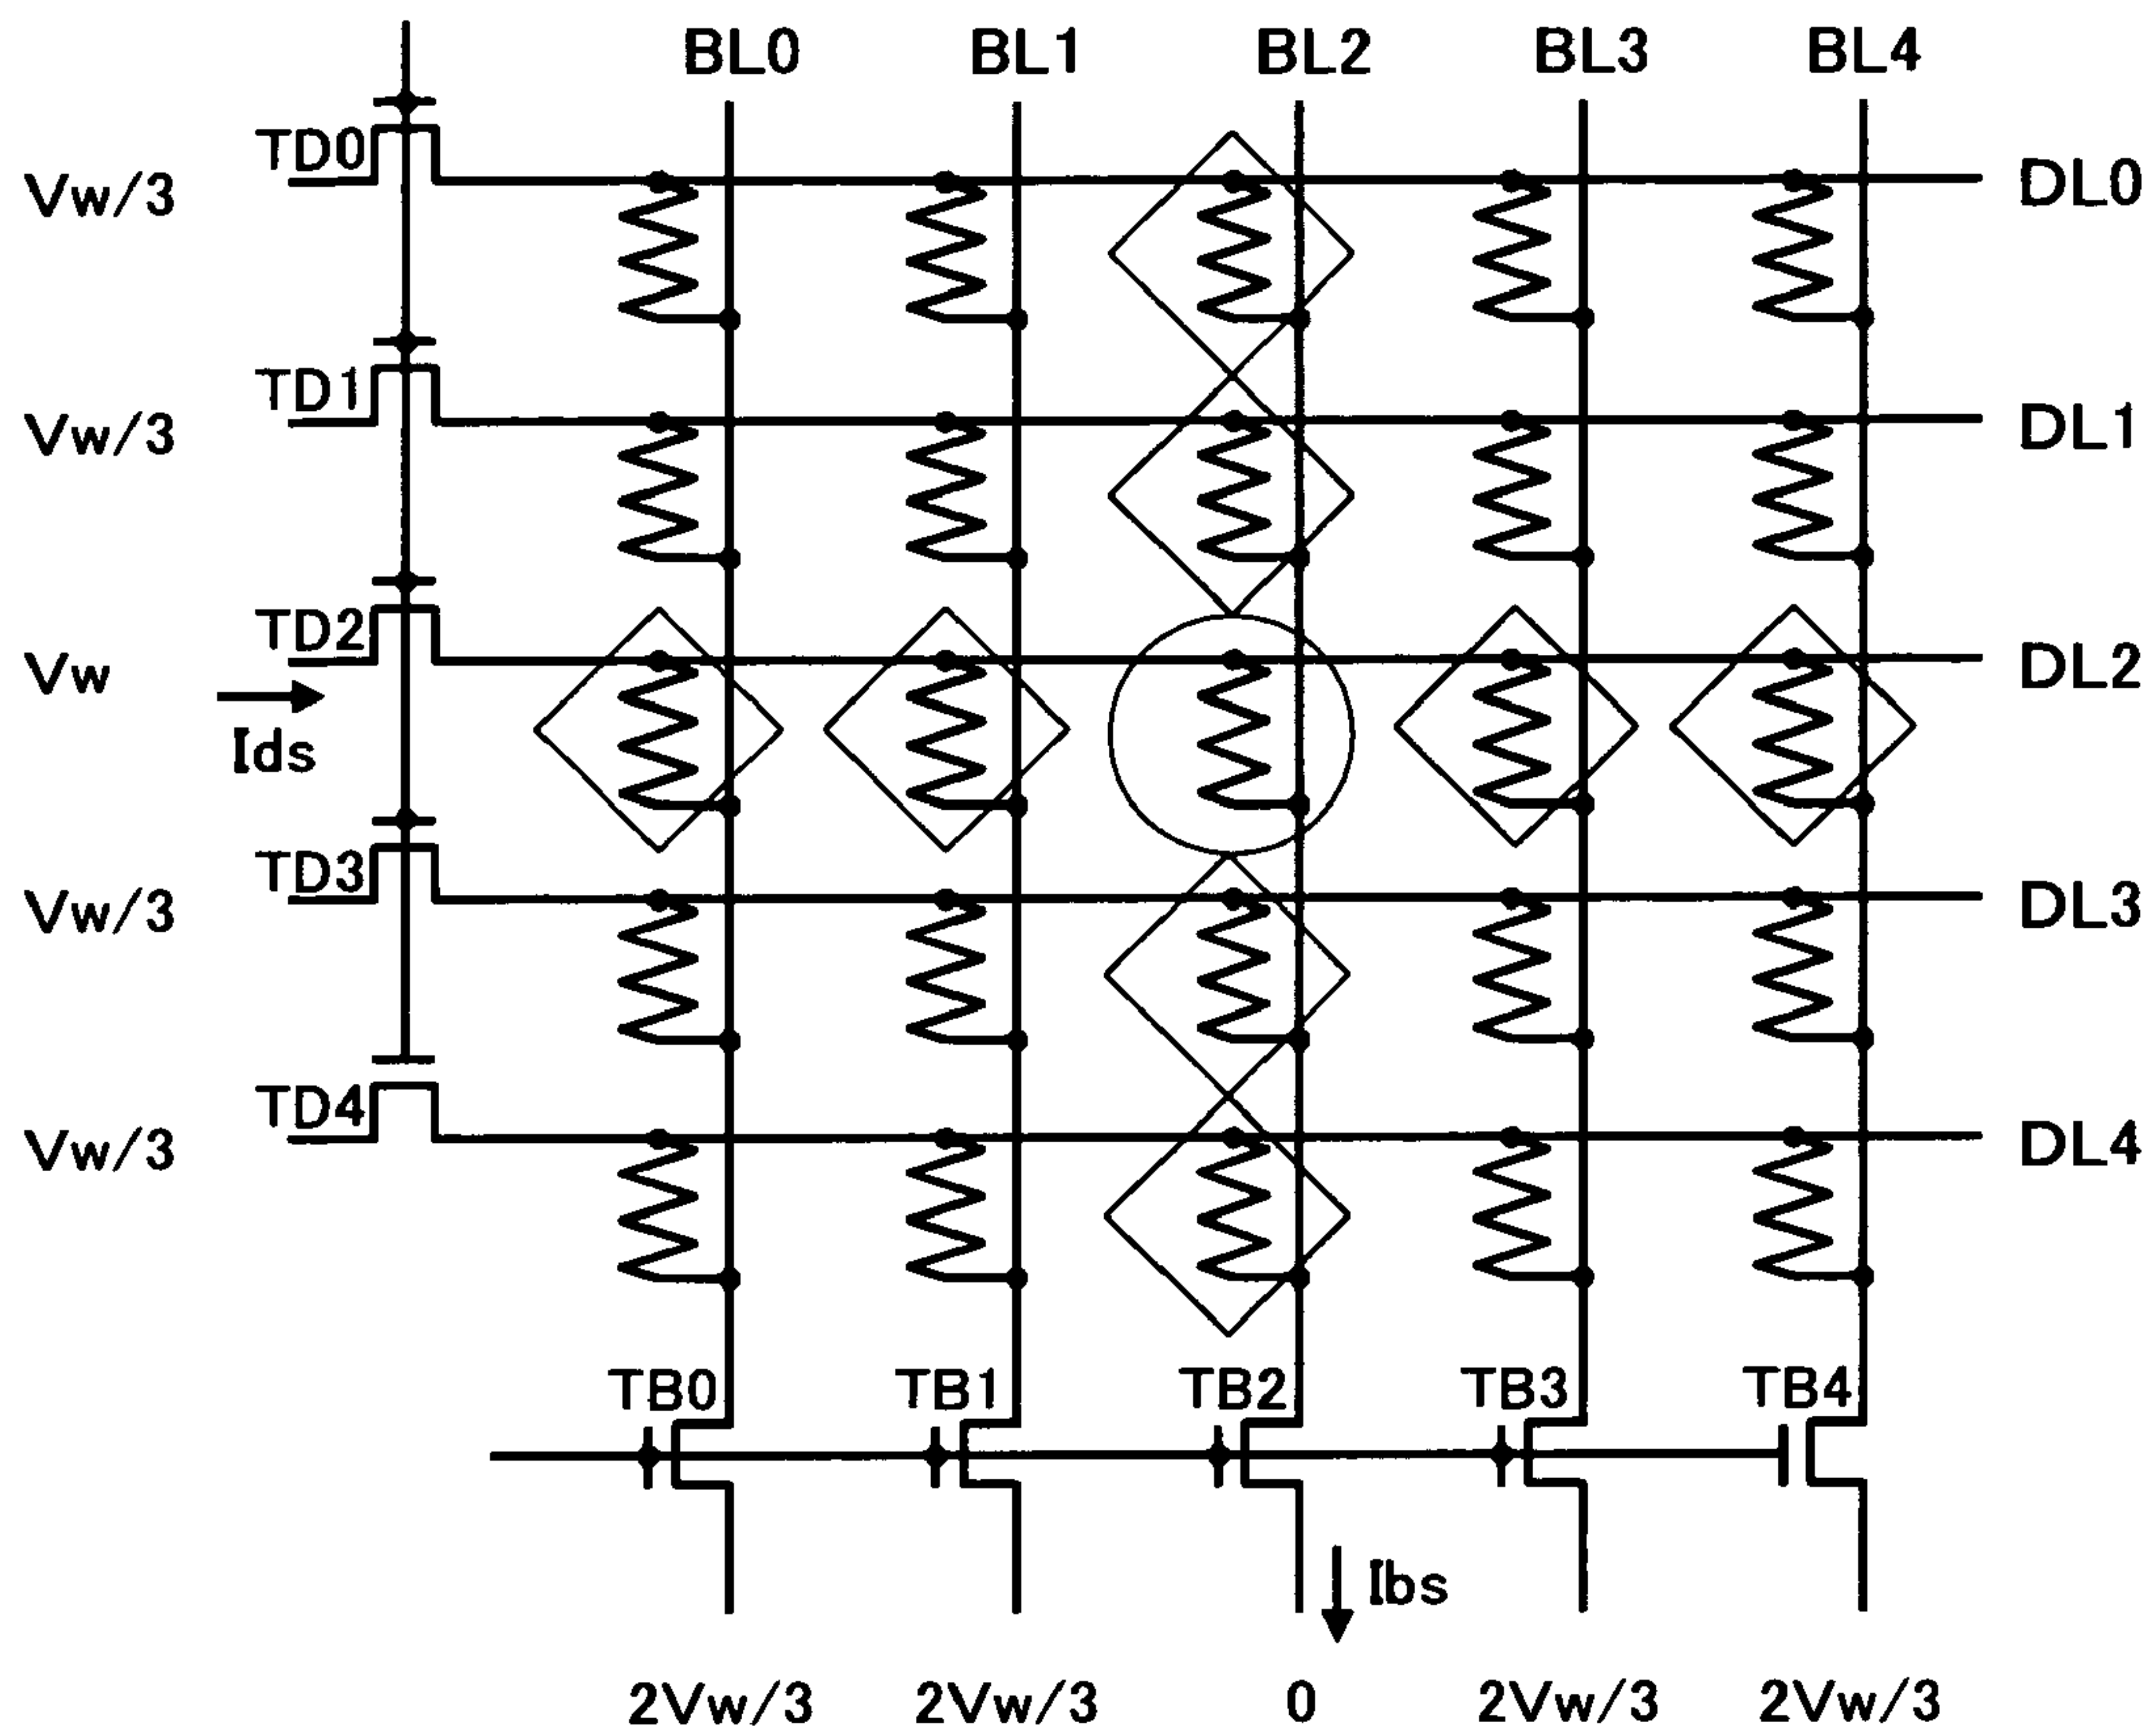 BL0 BL1 BL2 BL3 BL4
TD0
Vw/3
DL0
TD1
Vw/3
DL1
TD2
Vw
DL2
Ids
TD3
Vw/3
DL3
TD4
Vw/3
DL4
TB0 TB1 TB2 TB3 TB4
Ibs
2Vw/3 2Vw/3 0 2Vw/3 2Vw/3